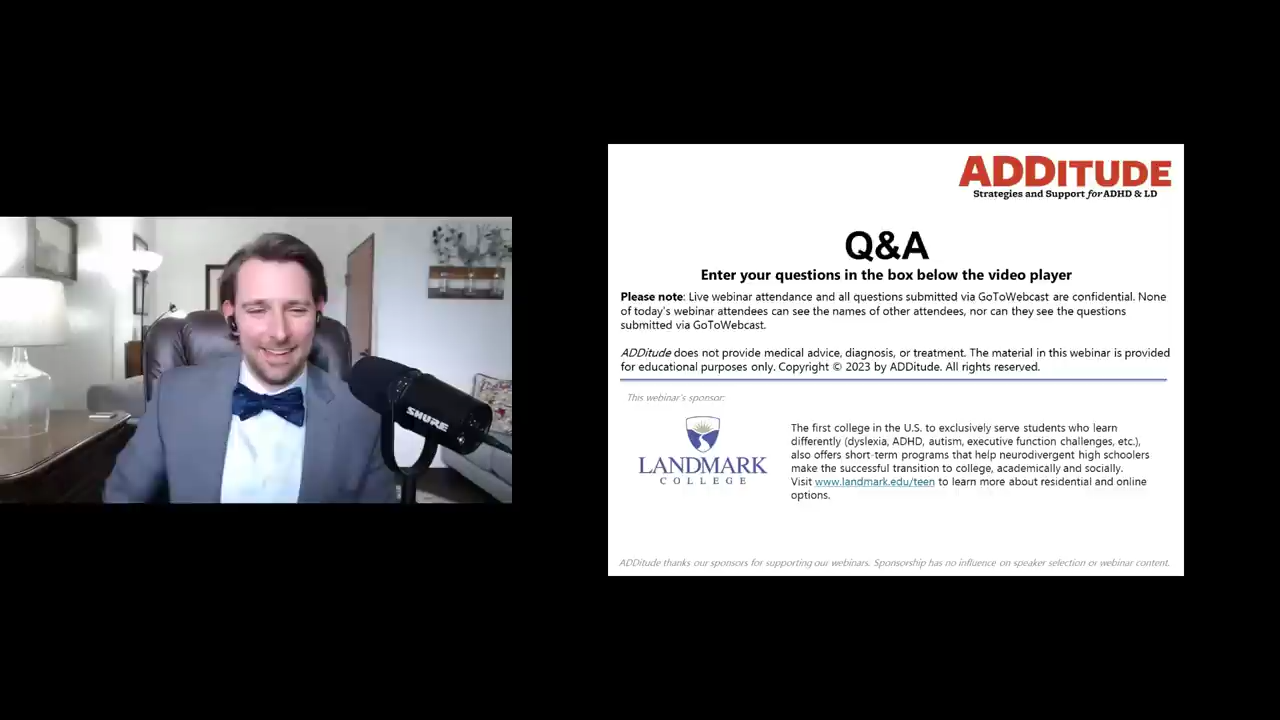 SHURE
ADDITUDE
Strategies and Support for ADHD & LD
Q&A
Enter your questions in the box below the video player
Please note: Live webinar attendance and all questions submitted via GoToWebcast are confidential. None
of today's webinar attendees can see the names of other attendees, nor can they see the questions
submitted via GoToWebcast.
ADDitude does not provide medical advice, diagnosis, or treatment. The material in this webinar is provided
for educational purposes only. Copyright © 2023 by ADDitude. All rights reserved.
This webinar's sponsor:
LANDMARK
COLLEGE
The first college in the U.S. to exclusively serve students who learn
differently (dyslexia, ADHD, autism, executive function challenges, etc.),
also offers short-term programs that help neurodivergent high schoolers
make the successful transition to college, academically and socially.
Visit www.landmark.edu/teen to learn more about residential and online
options.
ADDitude thanks our sponsors for supporting our webinars. Sponsorship has no influence on speaker selection or webinar content.